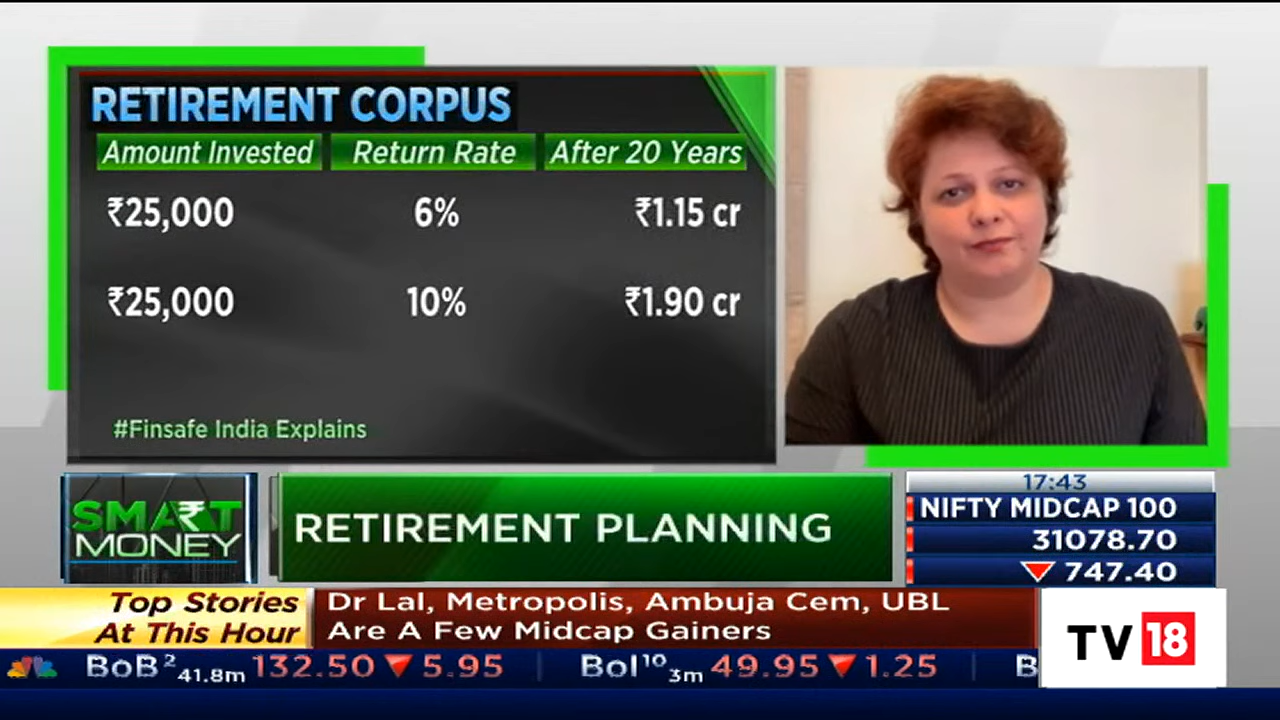 RETIREMENT CORPUS
Amount Invested Return Rate After 20 Years
₹25,000 6% ₹1.15 cr
₹25,000 10% ₹1.90 cr
#Finsafe India Explains
SMA₹T
MONEY
RETIREMENT PLANNING
17:43
NIFTY MIDCAP 100
31078.70
▼ 747.40
Top Stories
At This Hour
Dr Lal, Metropolis, Ambuja Cem, UBL
Are A Few Midcap Gainers
TV18
BoB² 41.8m 132.50 ▼ 5.95 BoI¹⁰ 3m 49.95 ▼ 1.25 B